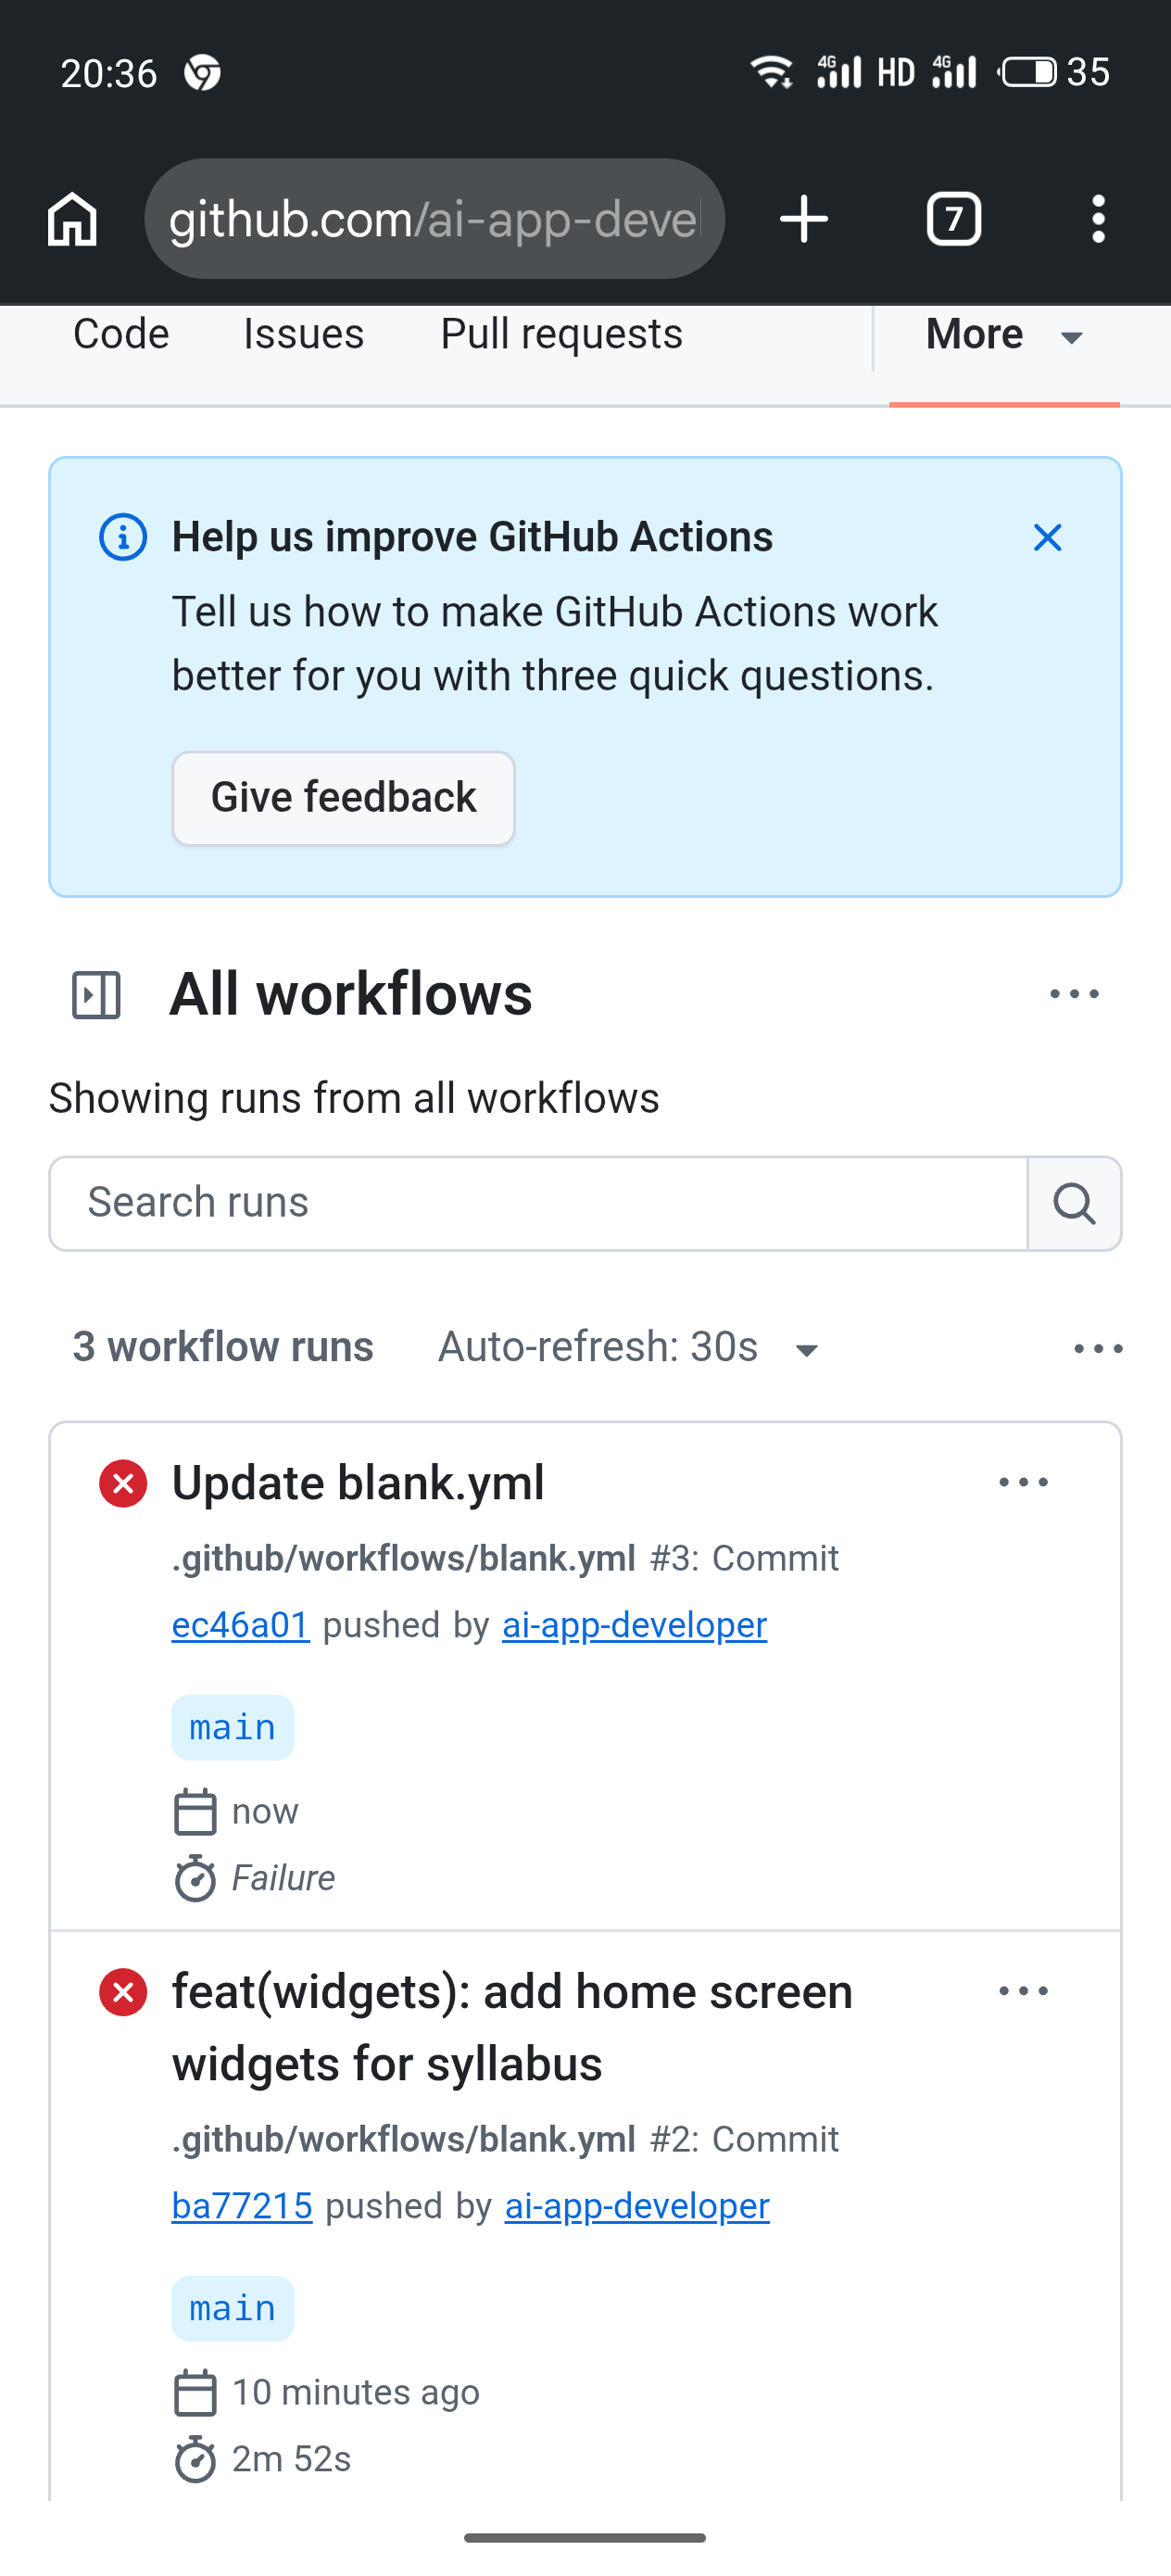 20:36
4G HD 4G 35
github.com/ai-app-deve
7
Code Issues Pull requests More
Help us improve GitHub Actions
Tell us how to make GitHub Actions work
better for you with three quick questions.
Give feedback
All workflows
Showing runs from all workflows
Search runs
3 workflow runs Auto-refresh: 30s
Update blank.yml
.github/workflows/blank.yml #3: Commit
ec46a01 pushed by ai-app-developer
main
now
Failure
feat(widgets): add home screen
widgets for syllabus
.github/workflows/blank.yml #2: Commit
ba77215 pushed by ai-app-developer
main
10 minutes ago
2m 52s